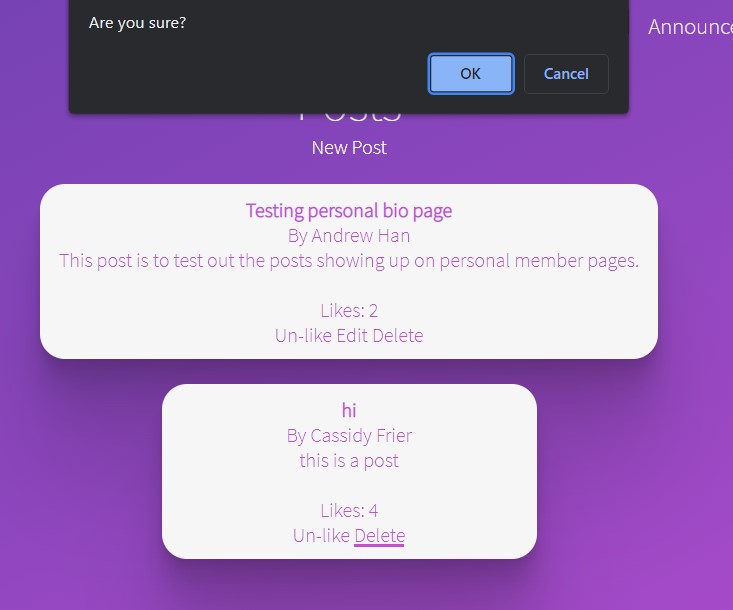 Are you sure?
Announce
OK
Cancel
Posts
New Post
Testing personal bio page
By Andrew Han
This post is to test out the posts showing up on personal member pages.
Likes: 2
Un-like Edit Delete
hi
By Cassidy Frier
this is a post
Likes: 4
Un-like Delete